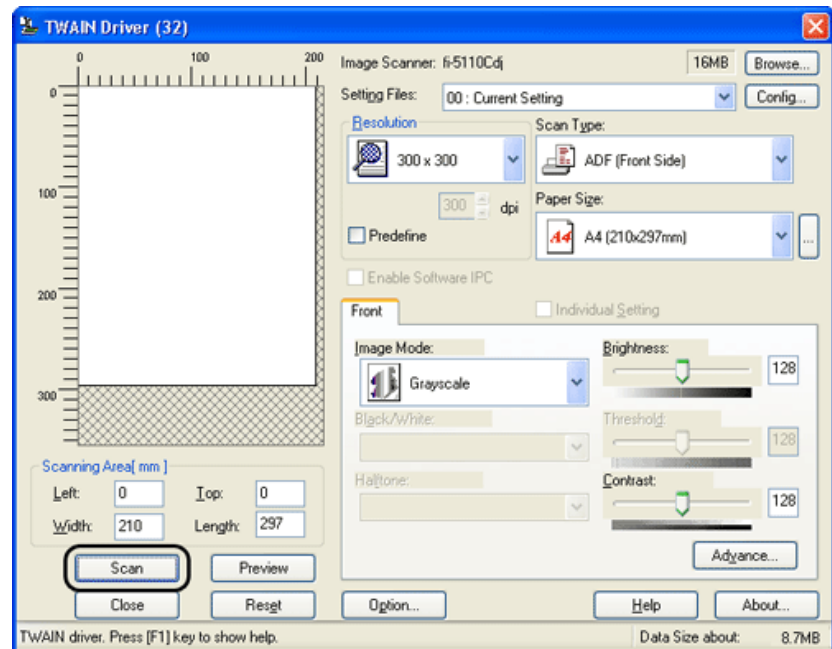 TWAIN Driver (32)
0 100 200
0
100
200
300
Image Scanner: fi-5110Cdj 16MB Browse...
Setting Files: 00 : Current Setting Config...
Resolution
300 x 300
300 dpi
Predefine
Scan Type:
ADF (Front Side)
Paper Size:
A4 A4 (210x297mm) ...
Enable Software IPC
Front
Individual Setting
Image Mode:
Grayscale
Black/White:
Halftone:
Brightness:
128
Threshold:
128
Contrast:
128
Advance...
Scanning Area[ mm ]
Left: 0 Top: 0
Width: 210 Length: 297
Scan Preview
Close Reset Option... Help About...
TWAIN driver. Press [F1] key to show help. Data Size about: 8.7MB